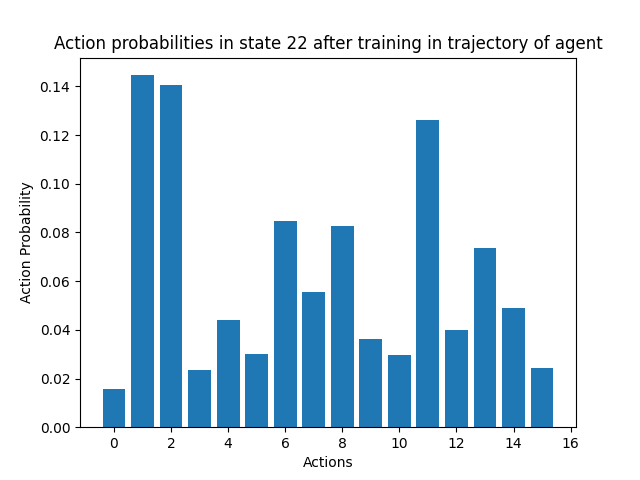 Action probabilities in state 22 after training in trajectory of agent
0.14
0.12
0.10
0.08
0.06
0.04
0.02
0.00
Action Probability
0 2 4 6 8 10 12 14 16
Actions